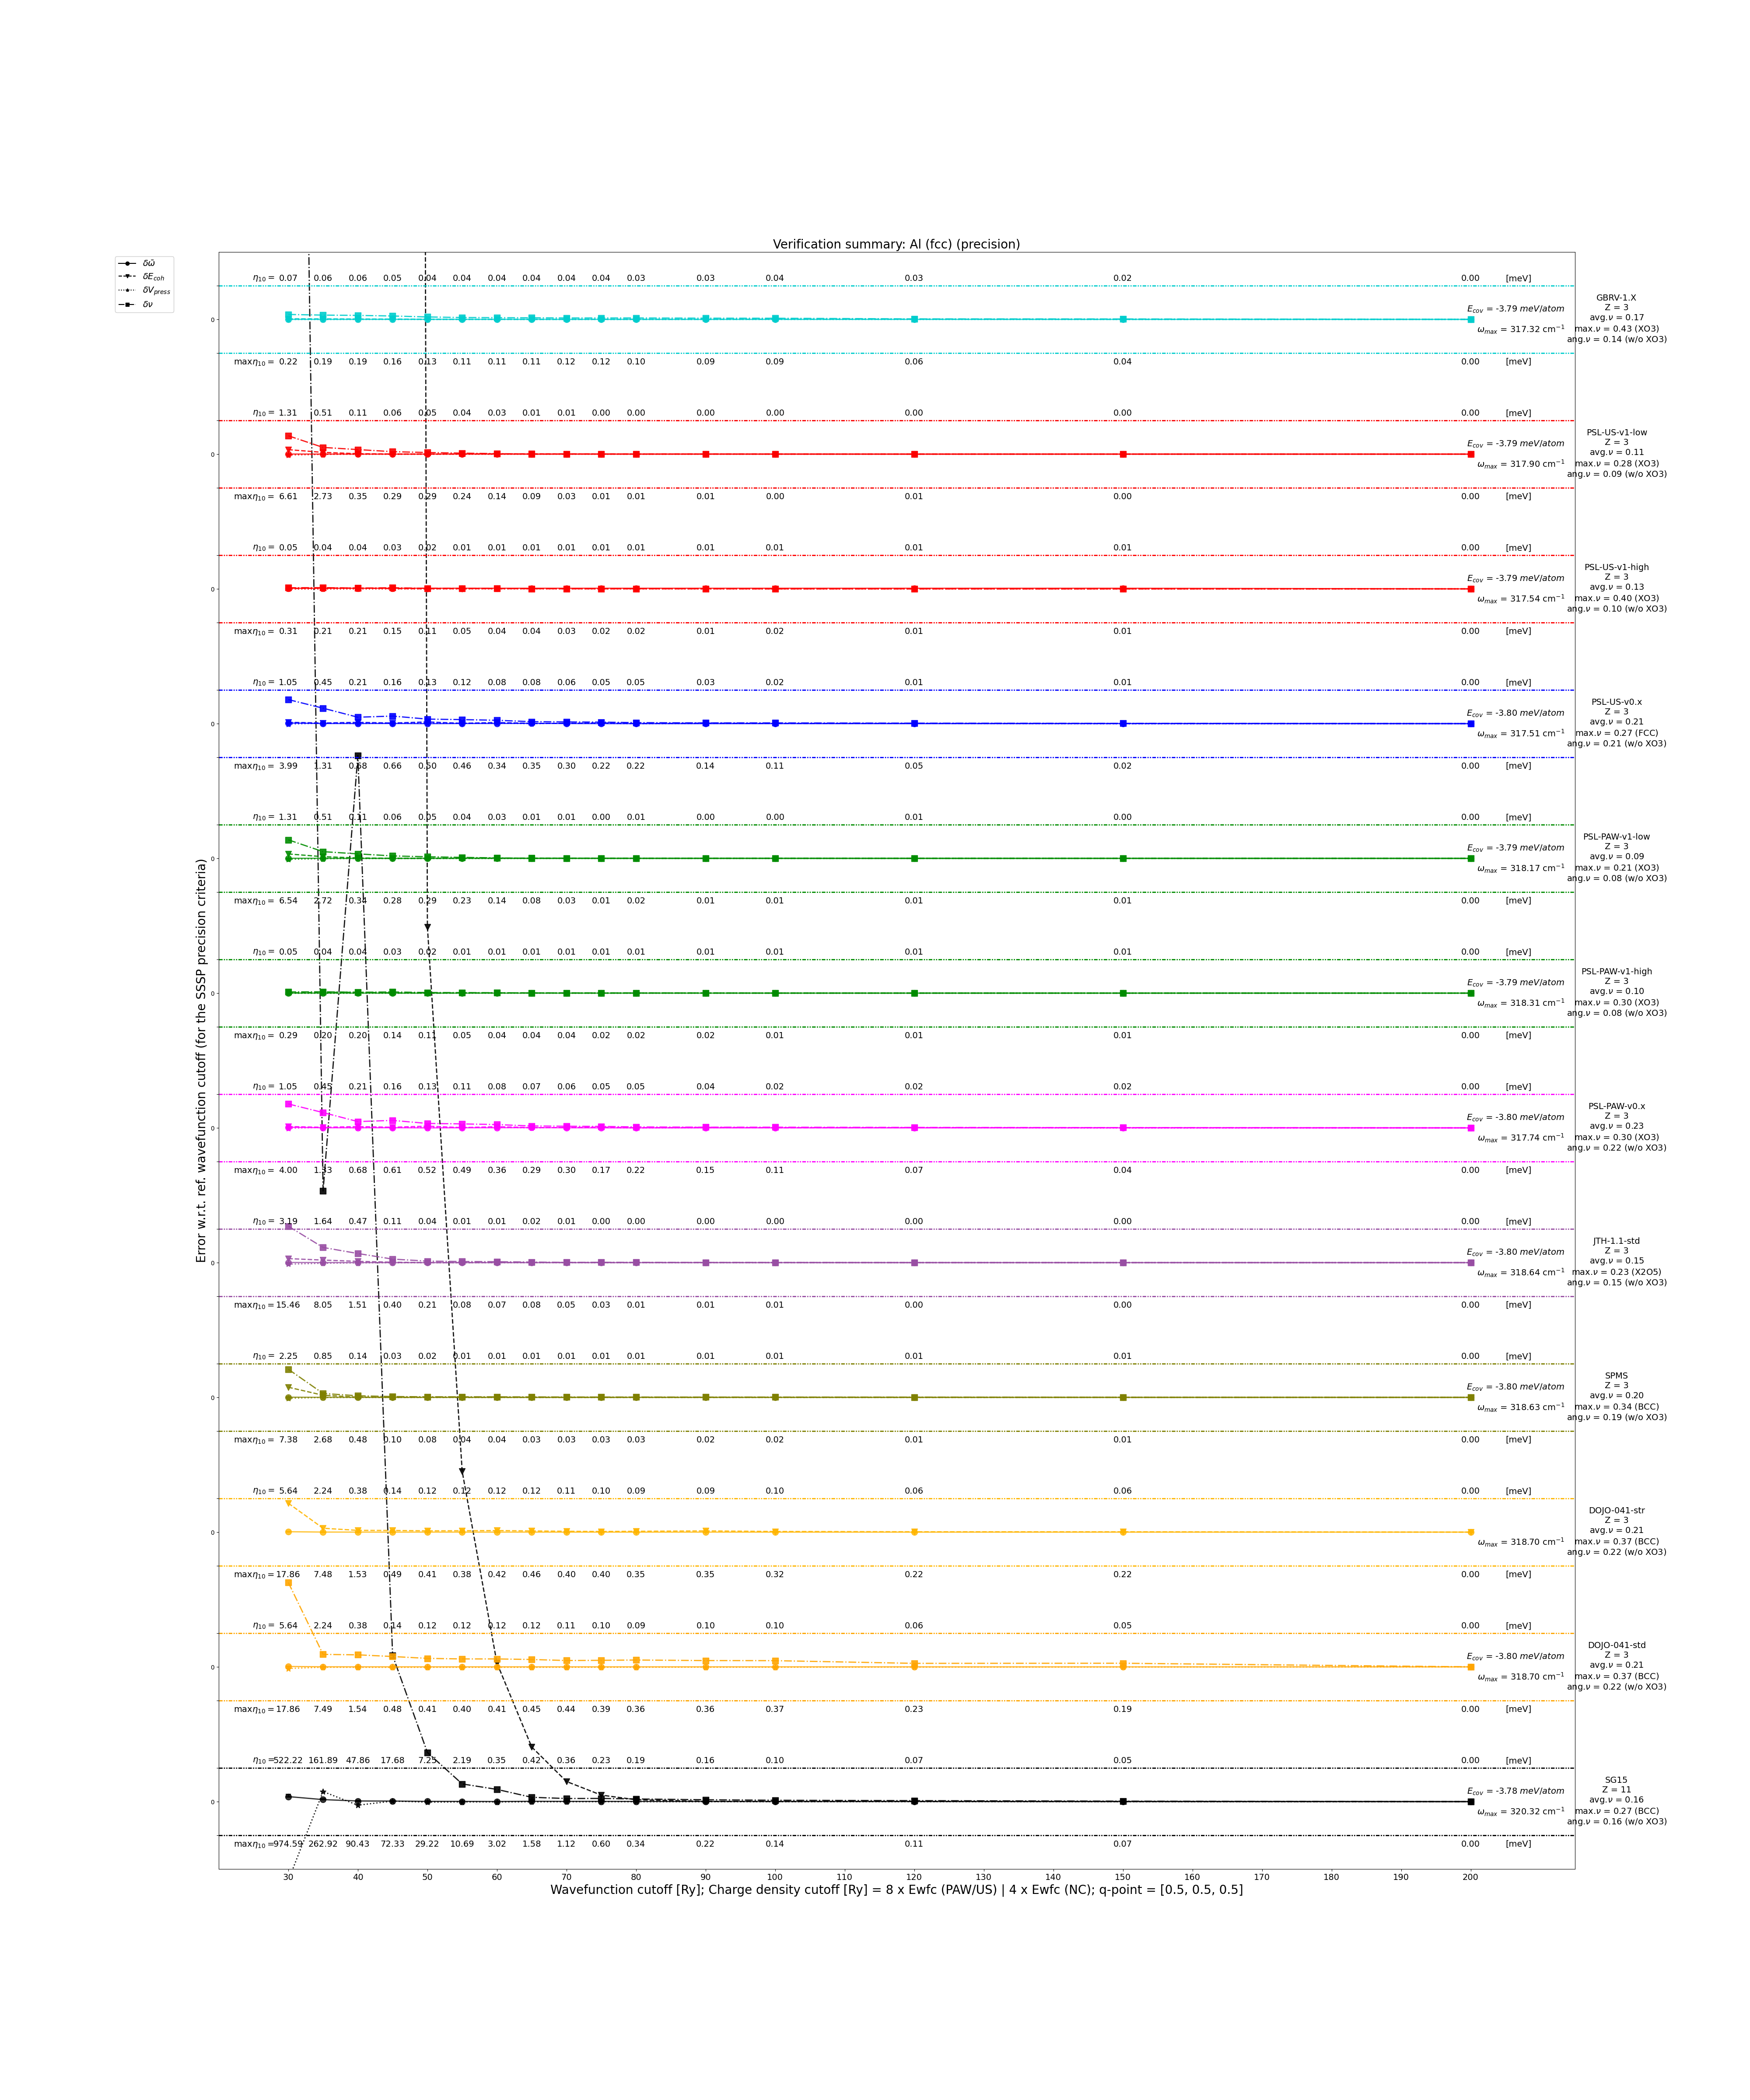 Verification summary: Al (fcc) (precision)
δω̄
δE_coh
δV_press
δν
η₁₀ = 0.07 0.06 0.06 0.05 0.04 0.04 0.04 0.04 0.04 0.04 0.03 0.03 0.04 0.03 0.02 0.00 [meV]
0
E_cov = -3.79 meV/atom
ω_max = 317.32 cm⁻¹
GBRV-1.X
Z = 3
avg.ν = 0.17
max.ν = 0.43 (XO3)
ang.ν = 0.14 (w/o XO3)
maxη₁₀ = 0.22 0.19 0.19 0.16 0.13 0.11 0.11 0.11 0.12 0.12 0.10 0.09 0.09 0.06 0.04 0.00 [meV]
η₁₀ = 1.31 0.51 0.11 0.06 0.05 0.04 0.03 0.01 0.01 0.00 0.00 0.00 0.00 0.00 0.00 0.00 [meV]
0
E_cov = -3.79 meV/atom
ω_max = 317.90 cm⁻¹
PSL-US-v1-low
Z = 3
avg.ν = 0.11
max.ν = 0.28 (XO3)
ang.ν = 0.09 (w/o XO3)
maxη₁₀ = 6.61 2.73 0.35 0.29 0.29 0.24 0.14 0.09 0.03 0.01 0.01 0.01 0.00 0.01 0.00 0.00 [meV]
η₁₀ = 0.05 0.04 0.04 0.03 0.02 0.01 0.01 0.01 0.01 0.01 0.01 0.01 0.01 0.01 0.01 0.00 [meV]
0
E_cov = -3.79 meV/atom
ω_max = 317.54 cm⁻¹
PSL-US-v1-high
Z = 3
avg.ν = 0.13
max.ν = 0.40 (XO3)
ang.ν = 0.10 (w/o XO3)
maxη₁₀ = 0.31 0.21 0.21 0.15 0.11 0.05 0.04 0.04 0.03 0.02 0.02 0.01 0.02 0.01 0.01 0.00 [meV]
η₁₀ = 1.05 0.45 0.21 0.16 0.13 0.12 0.08 0.08 0.06 0.05 0.05 0.03 0.02 0.01 0.01 0.00 [meV]
0
E_cov = -3.80 meV/atom
ω_max = 317.51 cm⁻¹
PSL-US-v0.x
Z = 3
avg.ν = 0.21
max.ν = 0.27 (FCC)
ang.ν = 0.21 (w/o XO3)
maxη₁₀ = 3.99 1.31 0.68 0.66 0.50 0.46 0.34 0.35 0.30 0.22 0.22 0.14 0.11 0.05 0.02 0.00 [meV]
η₁₀ = 1.31 0.51 0.11 0.06 0.05 0.04 0.03 0.01 0.01 0.00 0.01 0.00 0.00 0.01 0.00 0.00 [meV]
0
E_cov = -3.79 meV/atom
ω_max = 318.17 cm⁻¹
PSL-PAW-v1-low
Z = 3
avg.ν = 0.09
max.ν = 0.21 (XO3)
ang.ν = 0.08 (w/o XO3)
maxη₁₀ = 6.54 2.72 0.34 0.28 0.29 0.23 0.14 0.08 0.03 0.01 0.02 0.01 0.01 0.01 0.01 0.00 [meV]
η₁₀ = 0.05 0.04 0.04 0.03 0.02 0.01 0.01 0.01 0.01 0.01 0.01 0.01 0.01 0.01 0.01 0.00 [meV]
0
E_cov = -3.79 meV/atom
ω_max = 318.31 cm⁻¹
PSL-PAW-v1-high
Z = 3
avg.ν = 0.10
max.ν = 0.30 (XO3)
ang.ν = 0.08 (w/o XO3)
maxη₁₀ = 0.29 0.20 0.20 0.14 0.11 0.05 0.04 0.04 0.04 0.02 0.02 0.02 0.01 0.01 0.01 0.00 [meV]
η₁₀ = 1.05 0.45 0.21 0.16 0.13 0.11 0.08 0.07 0.06 0.05 0.05 0.04 0.02 0.02 0.02 0.00 [meV]
0
E_cov = -3.80 meV/atom
ω_max = 317.74 cm⁻¹
PSL-PAW-v0.x
Z = 3
avg.ν = 0.23
max.ν = 0.30 (XO3)
ang.ν = 0.22 (w/o XO3)
maxη₁₀ = 4.00 1.33 0.68 0.61 0.52 0.49 0.36 0.29 0.30 0.17 0.22 0.15 0.11 0.07 0.04 0.00 [meV]
η₁₀ = 3.19 1.64 0.47 0.11 0.04 0.01 0.01 0.02 0.01 0.00 0.00 0.00 0.00 0.00 0.00 0.00 [meV]
0
E_cov = -3.80 meV/atom
ω_max = 318.64 cm⁻¹
JTH-1.1-std
Z = 3
avg.ν = 0.15
max.ν = 0.23 (X2O5)
ang.ν = 0.15 (w/o XO3)
maxη₁₀ = 15.46 8.05 1.51 0.40 0.21 0.08 0.07 0.08 0.05 0.03 0.01 0.01 0.01 0.00 0.00 0.00 [meV]
η₁₀ = 2.25 0.85 0.14 0.03 0.02 0.01 0.01 0.01 0.01 0.01 0.01 0.01 0.01 0.01 0.01 0.00 [meV]
0
E_cov = -3.80 meV/atom
ω_max = 318.63 cm⁻¹
SPMS
Z = 3
avg.ν = 0.20
max.ν = 0.34 (BCC)
ang.ν = 0.19 (w/o XO3)
maxη₁₀ = 7.38 2.68 0.48 0.10 0.08 0.04 0.04 0.03 0.03 0.03 0.03 0.02 0.02 0.01 0.01 0.00 [meV]
η₁₀ = 5.64 2.24 0.38 0.14 0.12 0.12 0.12 0.12 0.11 0.10 0.09 0.09 0.10 0.06 0.06 0.00 [meV]
0
ω_max = 318.70 cm⁻¹
DOJO-041-str
Z = 3
avg.ν = 0.21
max.ν = 0.37 (BCC)
ang.ν = 0.22 (w/o XO3)
maxη₁₀ = 17.86 7.48 1.53 0.49 0.41 0.38 0.42 0.46 0.40 0.40 0.35 0.35 0.32 0.22 0.22 0.00 [meV]
η₁₀ = 5.64 2.24 0.38 0.14 0.12 0.12 0.12 0.12 0.11 0.10 0.09 0.10 0.10 0.06 0.05 0.00 [meV]
0
E_cov = -3.80 meV/atom
ω_max = 318.70 cm⁻¹
DOJO-041-std
Z = 3
avg.ν = 0.21
max.ν = 0.37 (BCC)
ang.ν = 0.22 (w/o XO3)
maxη₁₀ = 17.86 7.49 1.54 0.48 0.41 0.40 0.41 0.45 0.44 0.39 0.36 0.36 0.37 0.23 0.19 0.00 [meV]
η₁₀ = 522.22 161.89 47.86 17.68 7.25 2.19 0.35 0.42 0.36 0.23 0.19 0.16 0.10 0.07 0.05 0.00 [meV]
0
E_cov = -3.78 meV/atom
ω_max = 320.32 cm⁻¹
SG15
Z = 11
avg.ν = 0.16
max.ν = 0.27 (BCC)
ang.ν = 0.16 (w/o XO3)
maxη₁₀ = 974.59 262.92 90.43 72.33 29.22 10.69 3.02 1.58 1.12 0.60 0.34 0.22 0.14 0.11 0.07 0.00 [meV]
30 40 50 60 70 80 90 100 110 120 130 140 150 160 170 180 190 200
Wavefunction cutoff [Ry]; Charge density cutoff [Ry] = 8 x Ewfc (PAW/US) | 4 x Ewfc (NC); q-point = [0.5, 0.5, 0.5]
Error w.r.t. ref. wavefunction cutoff (for the SSSP precision criteria)